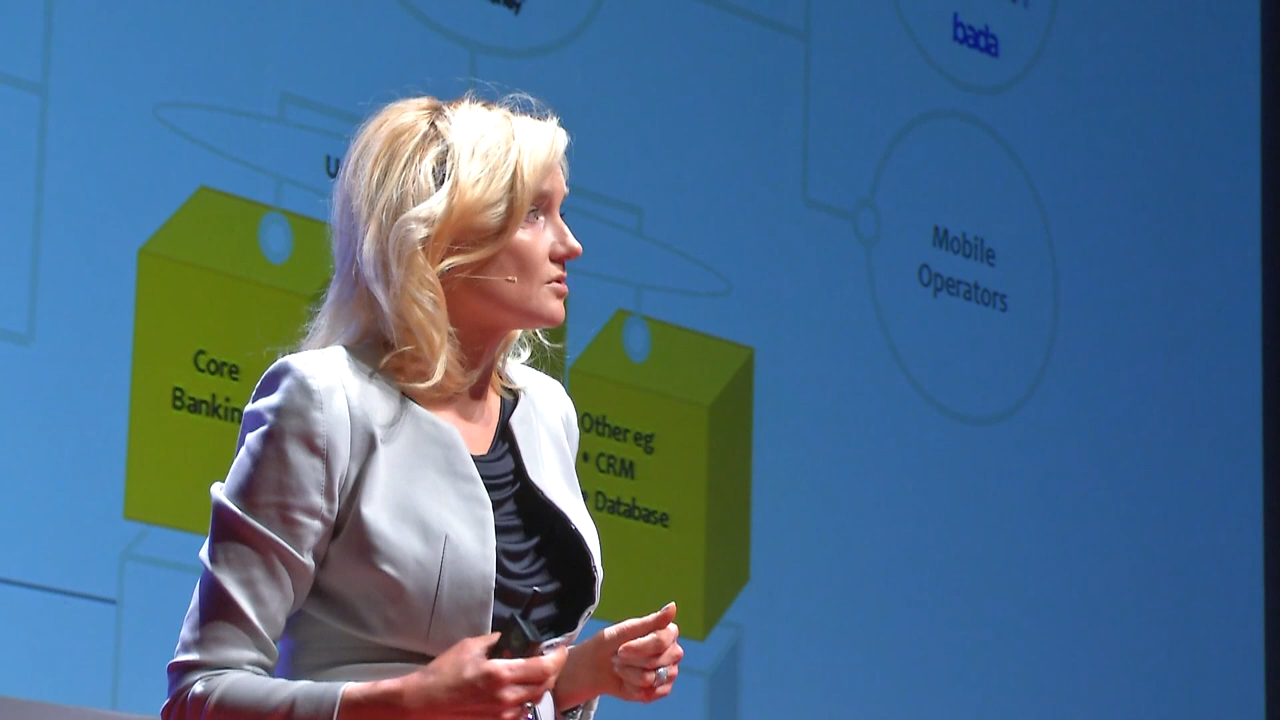 bada
Mobile
Operators
Core
Other eg
• CRM
• Database